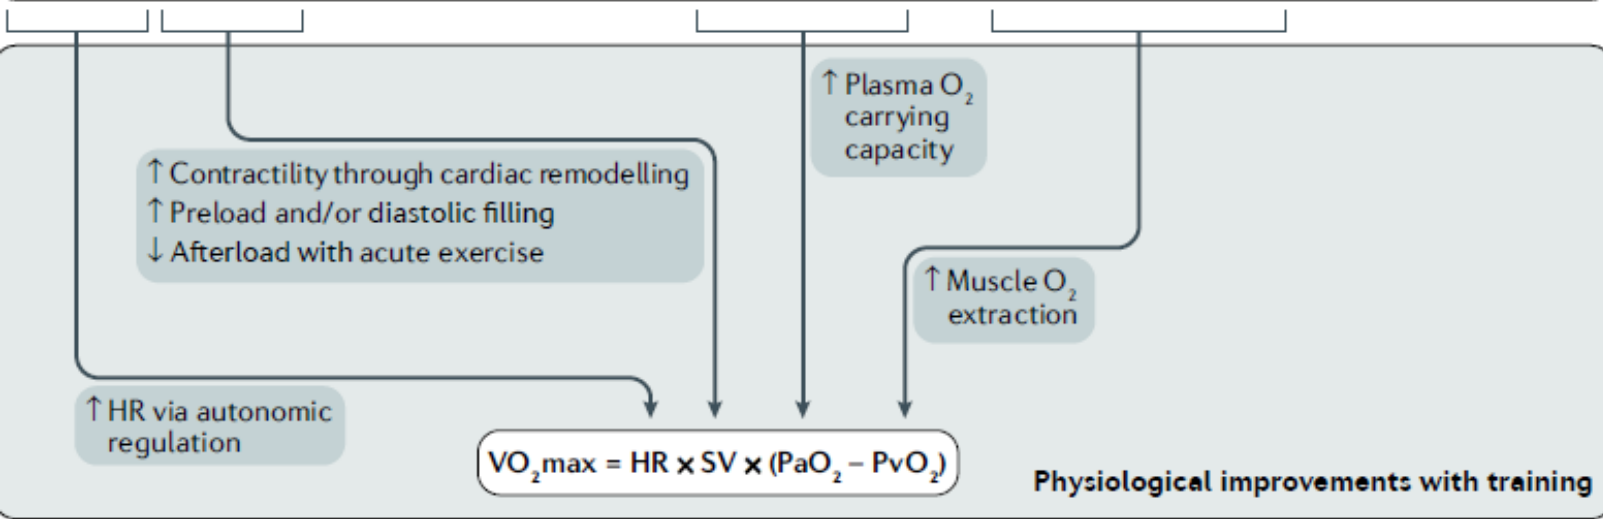 ↑ Plasma O₂
carrying
capacity
↑ Contractility through cardiac remodelling
↑ Preload and/or diastolic filling
↓ Afterload with acute exercise
↑ Muscle O₂
extraction
↑ HR via autonomic
regulation
VO₂max = HR × SV × (PaO₂ – PvO₂)
Physiological improvements with training